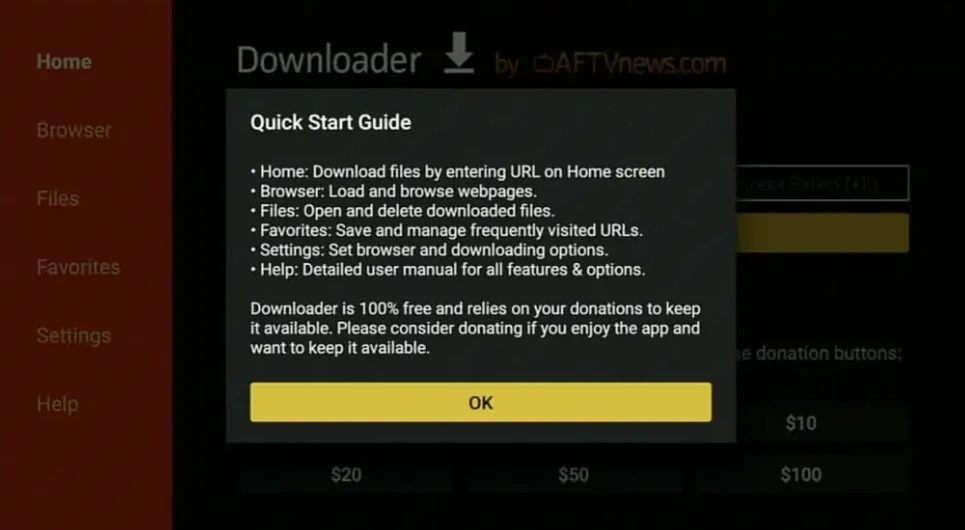 Home
Browser
Files
Favorites
Settings
Help
Downloader by AFTVnews.com
Quick Start Guide
• Home: Download files by entering URL on Home screen
• Browser: Load and browse webpages.
• Files: Open and delete downloaded files.
• Favorites: Save and manage frequently visited URLs.
• Settings: Set browser and downloading options.
• Help: Detailed user manual for all features & options.
Downloader is 100% free and relies on your donations to keep
it available. Please consider donating if you enjoy the app and
want to keep it available.
OK
donation buttons:
$10
$20 $50 $100